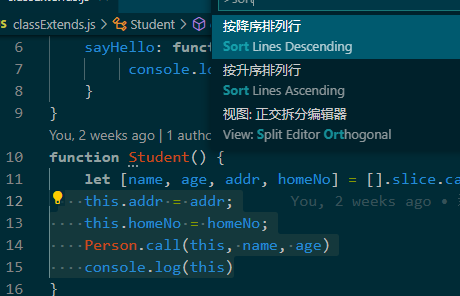 classExtends.js
>sort
classExtends.js > Student >
按降序排列行
Sort Lines Descending
按升序排列行
Sort Lines Ascending
视图: 正交拆分编辑器
View: Split Editor Orthogonal
6 sayHello: func
7 console.lo
8 }
9 }
You, 2 weeks ago | 1 autho
10 function Student() {
11 let [name, age, addr, homeNo] = [].slice.ca
12 this.addr = addr; You, 2 weeks ago •
13 this.homeNo = homeNo;
14 Person.call(this, name, age)
15 console.log(this)
16 }